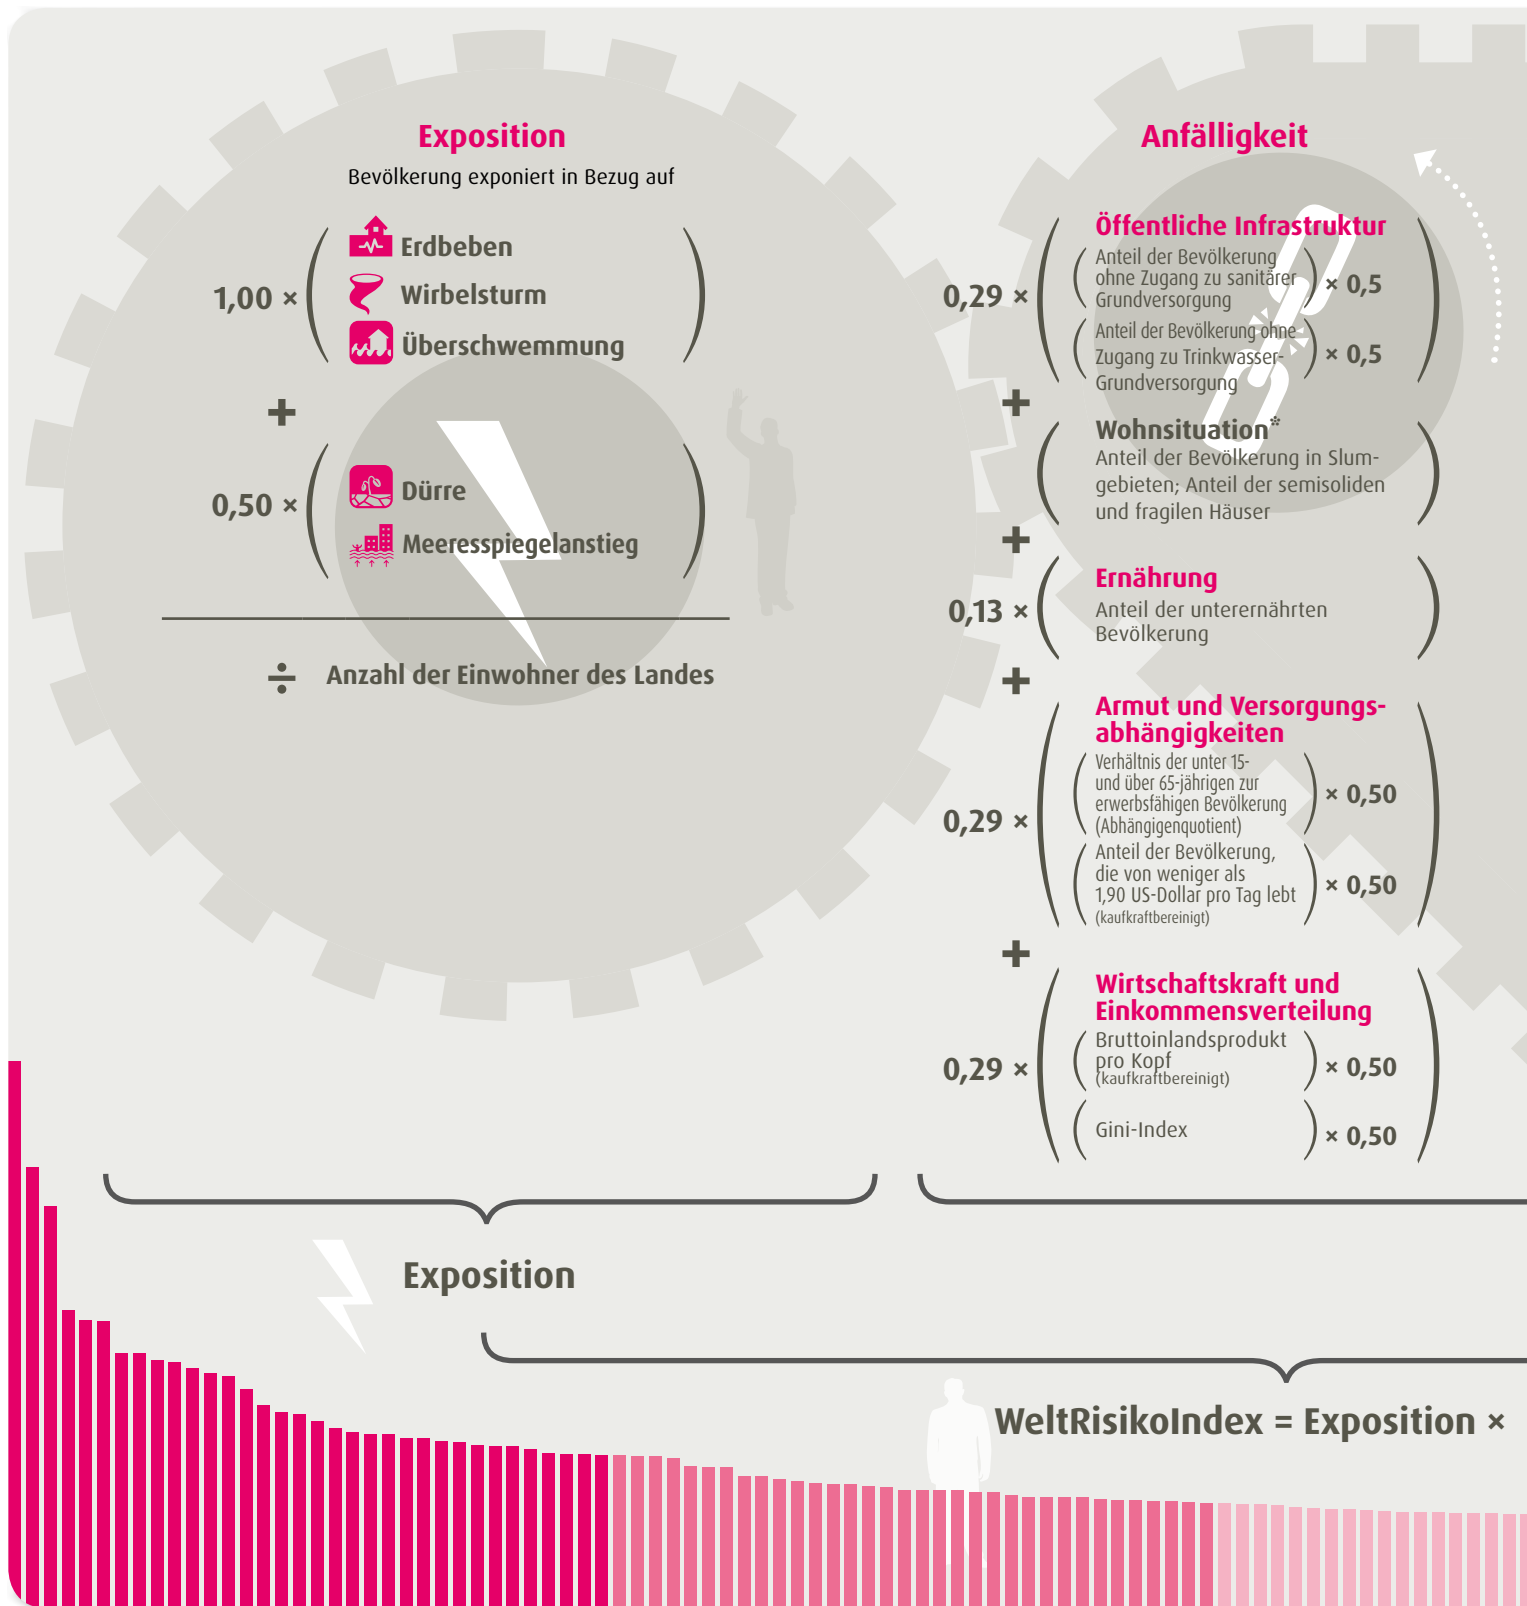 Exposition
Bevölkerung exponiert in Bezug auf
1,00 ×
Erdbeben
Wirbelsturm
Überschwemmung
+
0,50 ×
Dürre
Meeresspiegelanstieg
÷ Anzahl der Einwohner des Landes
Anfälligkeit
0,29 ×
Öffentliche Infrastruktur
Anteil der Bevölkerung
ohne Zugang zu sanitärer
Grundversorgung
× 0,5
Anteil der Bevölkerung ohne
Zugang zu Trinkwasser-
Grundversorgung
× 0,5
+
Wohnsituation*
Anteil der Bevölkerung in Slum-
gebieten; Anteil der semisoliden
und fragilen Häuser
+
0,13 ×
Ernährung
Anteil der unterernährten
Bevölkerung
+
0,29 ×
Armut und Versorgungs-
abhängigkeiten
Verhältnis der unter 15-
und über 65-jährigen zur
erwerbsfähigen Bevölkerung
(Abhängigenquotient)
× 0,50
Anteil der Bevölkerung,
die von weniger als
1,90 US-Dollar pro Tag lebt
(kaufkraftbereinigt)
× 0,50
+
0,29 ×
Wirtschaftskraft und
Einkommensverteilung
Bruttoinlandsprodukt
pro Kopf
(kaufkraftbereinigt)
× 0,50
Gini-Index
× 0,50
Exposition
WeltRisikoIndex = Exposition ×